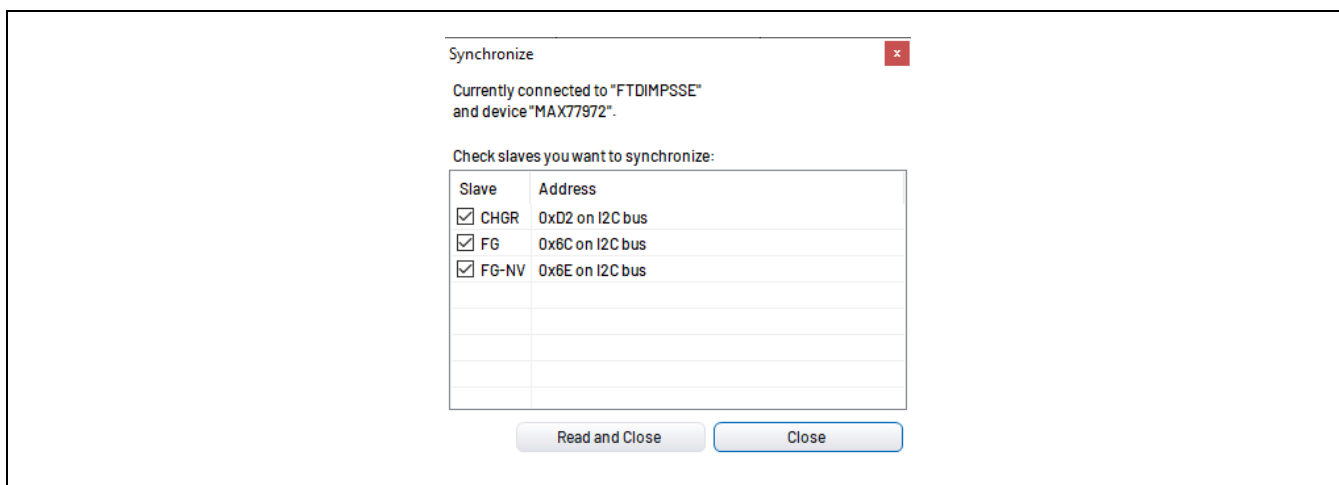 Synchronize
x
Currently connected to "FTDIMPSSE"
and device "MAX77972".
Check slaves you want to synchronize:
Slave Address
CHGR 0xD2 on I2C bus
FG 0x6C on I2C bus
FG-NV 0x6E on I2C bus
Read and Close Close